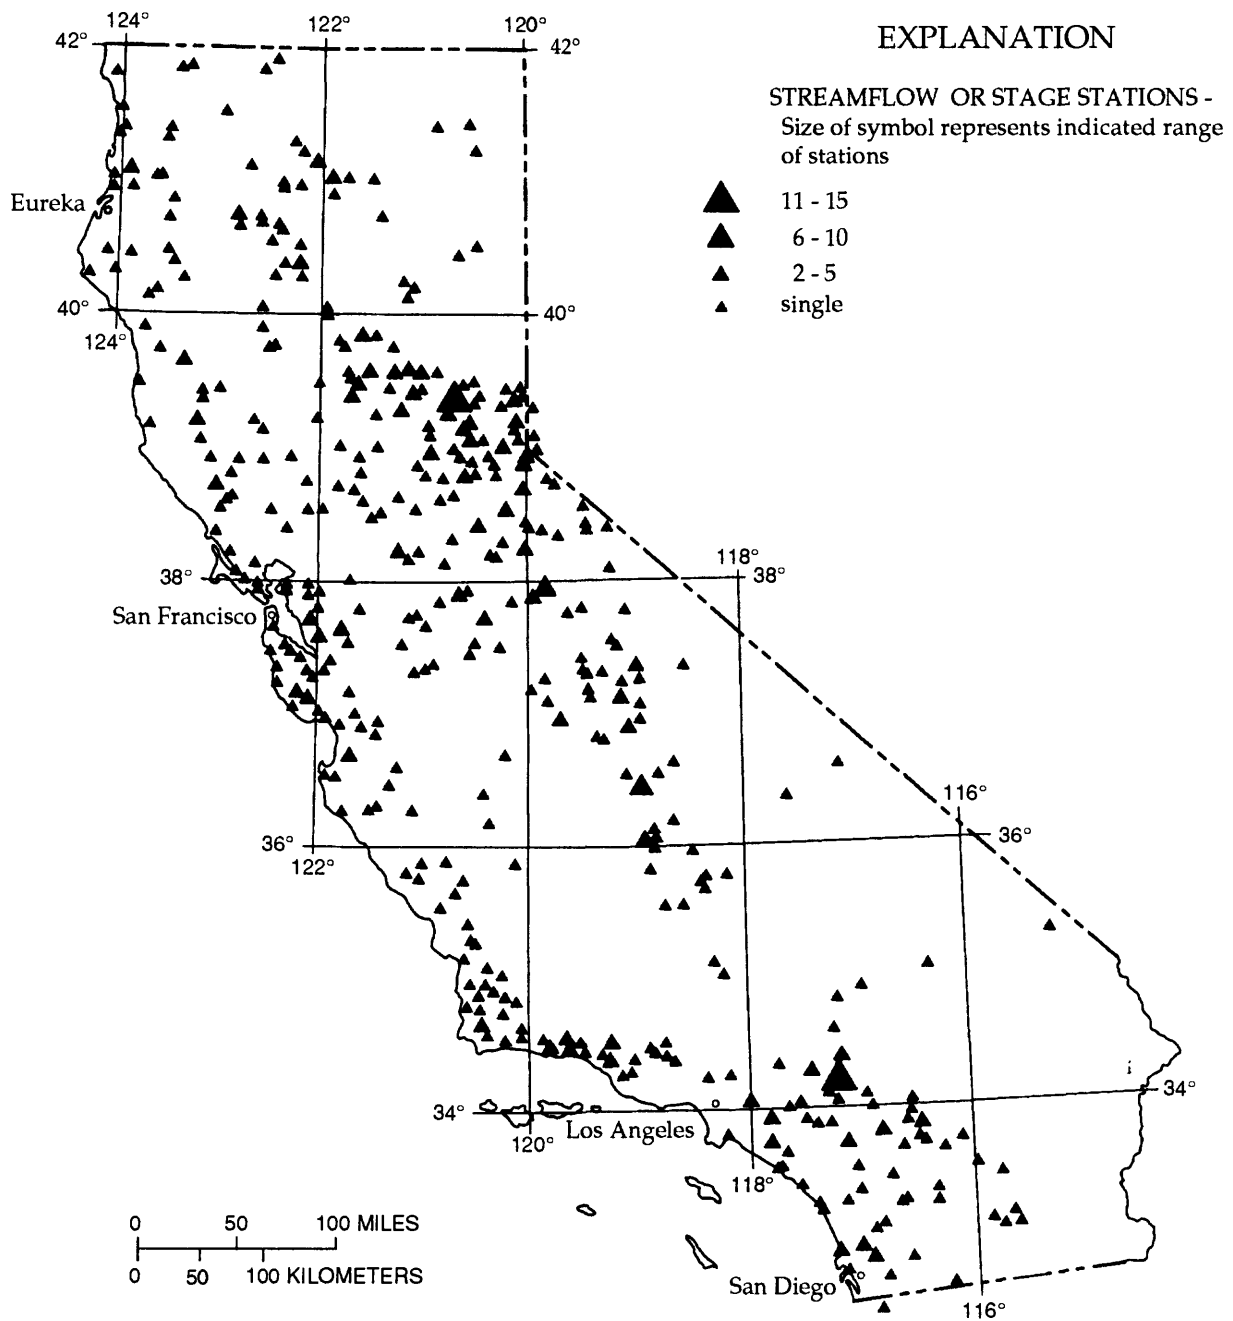 124°
122°
120°
42°
42°
EXPLANATION
STREAMFLOW OR STAGE STATIONS -
Size of symbol represents indicated range
of stations
11 - 15
6 - 10
2 - 5
single
Eureka
40°
40°
124°
118°
38°
38°
San Francisco
116°
36°
36°
122°
34°
34°
Los Angeles
120°
118°
0 50 100 MILES
0 50 100 KILOMETERS
San Diego
116°